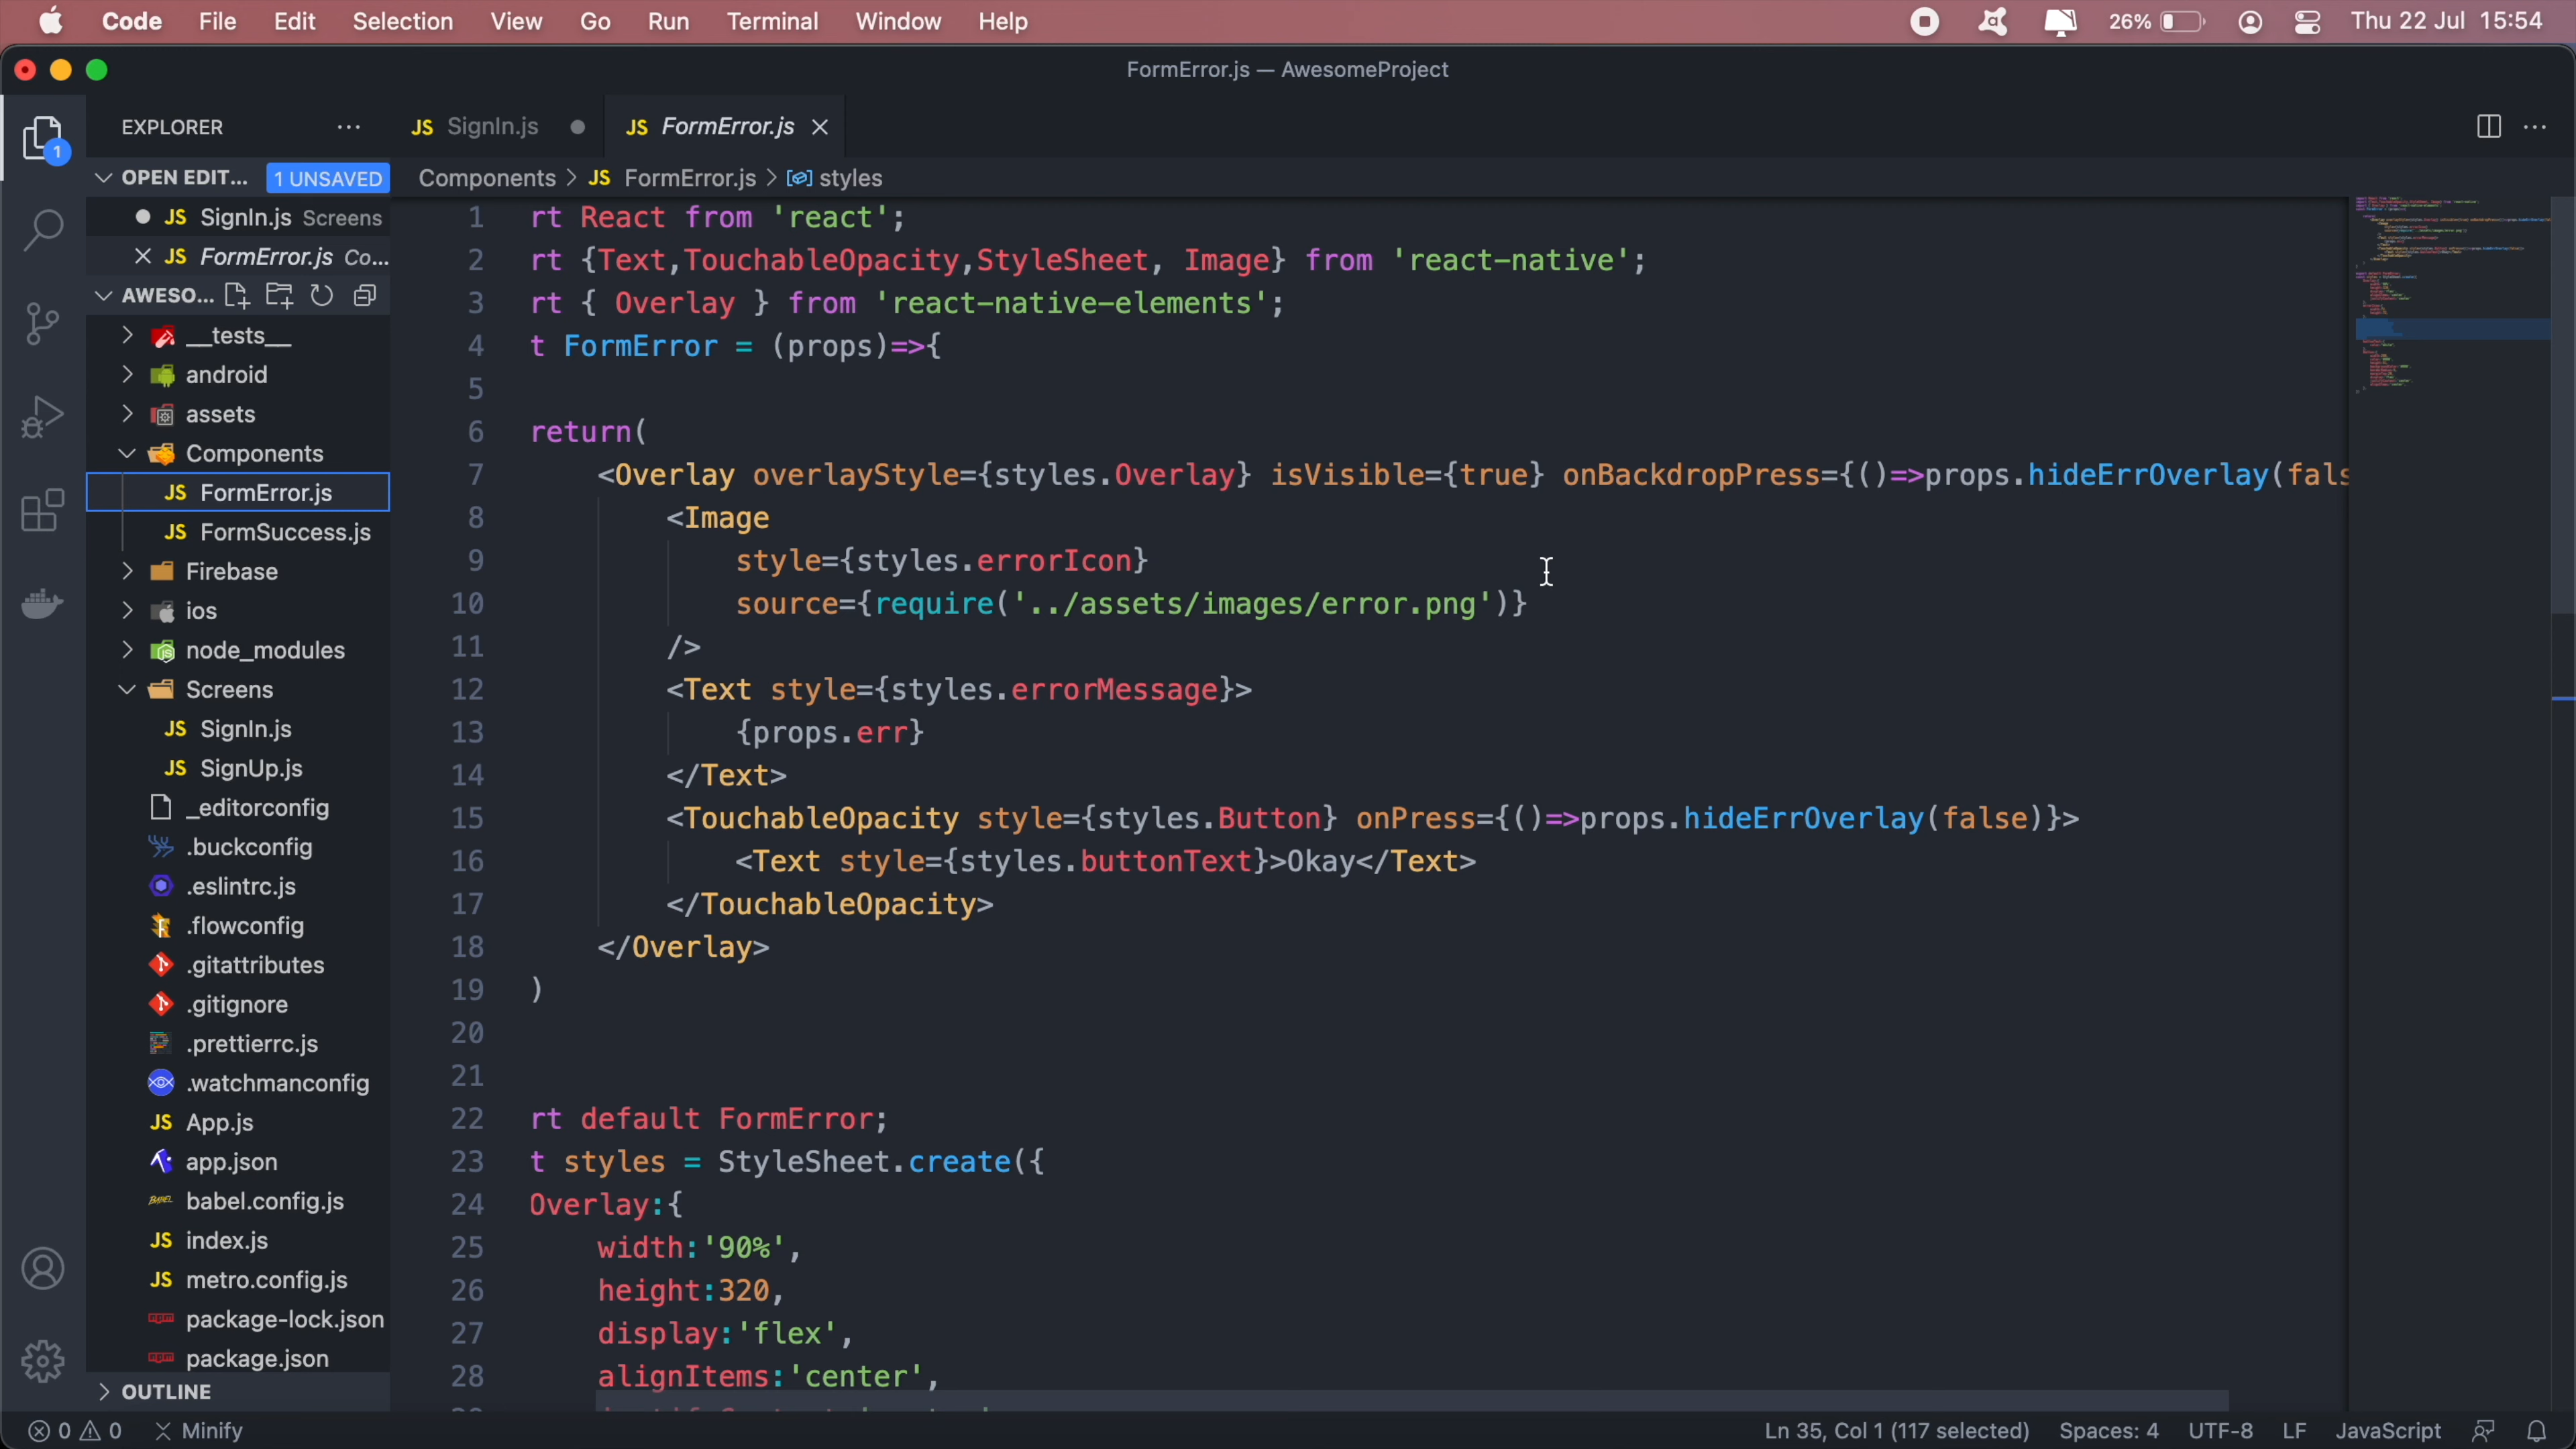 Code File Edit Selection View Go Run Terminal Window Help 26% Thu 22 Jul 15:54
FormError.js — AwesomeProject
EXPLORER ... JS SignIn.js JS FormError.js ...
1
OPEN EDIT... 1 UNSAVED
Components > JS FormError.js > styles
JS SignIn.js Screens
JS FormError.js Co...
AWESO...
__tests__
android
assets
Components
JS FormError.js
JS FormSuccess.js
Firebase
ios
node_modules
Screens
JS SignIn.js
JS SignUp.js
_editorconfig
.buckconfig
.eslintrc.js
.flowconfig
.gitattributes
.gitignore
.prettierrc.js
.watchmanconfig
JS App.js
app.json
BABEL babel.config.js
JS index.js
JS metro.config.js
npm package-lock.json
npm package.json
OUTLINE
1 rt React from 'react';
2 rt {Text,TouchableOpacity,StyleSheet, Image} from 'react-native';
3 rt { Overlay } from 'react-native-elements';
4 t FormError = (props)=>{
5
6 return(
7 <Overlay overlayStyle={styles.Overlay} isVisible={true} onBackdropPress={()=>props.hideErrOverlay(fals
8 <Image
9 style={styles.errorIcon}
10 source={require('../assets/images/error.png')}
11 />
12 <Text style={styles.errorMessage}>
13 {props.err}
14 </Text>
15 <TouchableOpacity style={styles.Button} onPress={()=>props.hideErrOverlay(false)}>
16 <Text style={styles.buttonText}>Okay</Text>
17 </TouchableOpacity>
18 </Overlay>
19 )
20
21
22 rt default FormError;
23 t styles = StyleSheet.create({
24 Overlay:{
25 width:'90%',
26 height:320,
27 display:'flex',
28 alignItems:'center',
0 0 Minify Ln 35, Col 1 (117 selected) Spaces: 4 UTF-8 LF JavaScript